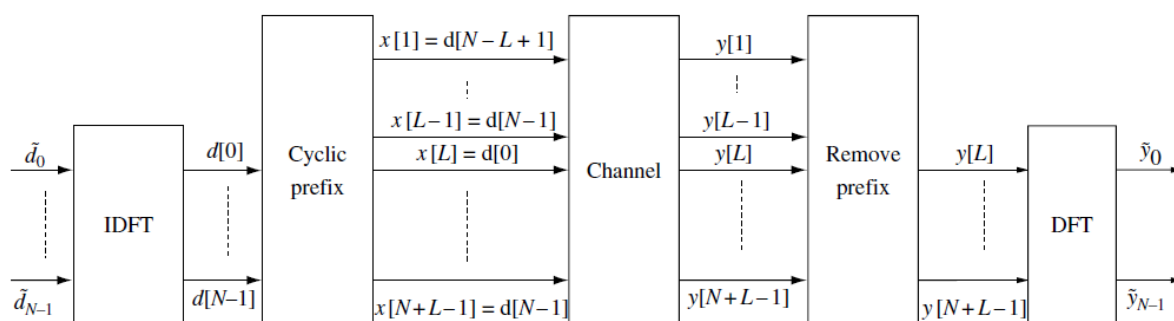 d̃₀
d̃_{N−1}
IDFT
d[0]
d[N−1]
Cyclic
prefix
x[1] = d[N−L+1]
x[L−1] = d[N−1]
x[L] = d[0]
x[N+L−1] = d[N−1]
Channel
y[1]
y[L−1]
y[L]
y[N+L−1]
Remove
prefix
y[L]
y[N+L−1]
DFT
ỹ₀
ỹ_{N−1}